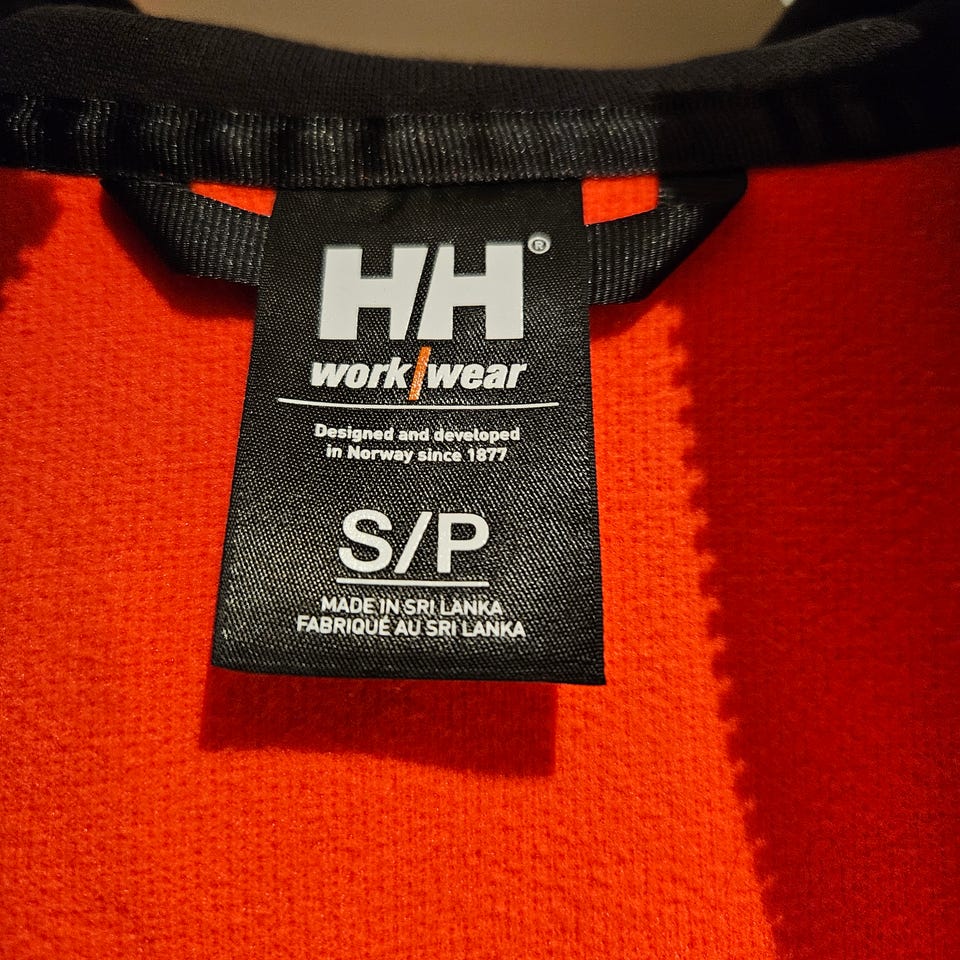 HH®
work/wear
Designed and developed
in Norway since 1877
S/P
MADE IN SRI LANKA
FABRIQUÉ AU SRI LANKA